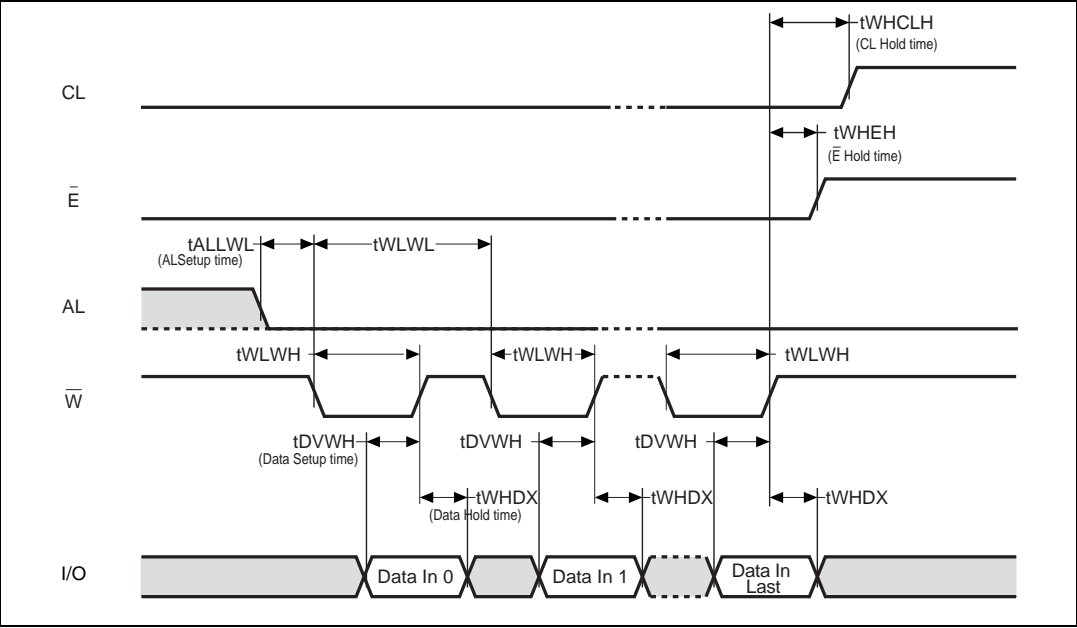 tWHCLH
(CL Hold time)
CL
tWHEH
(E̅ Hold time)
E̅
tALLWL
(ALSetup time)
tWLWL
AL
tWLWH
tWLWH
tWLWH
W̅
tDVWH
(Data Setup time)
tDVWH
tDVWH
tWHDX
(Data Hold time)
tWHDX
tWHDX
I/O
Data In 0
Data In 1
Data In
Last